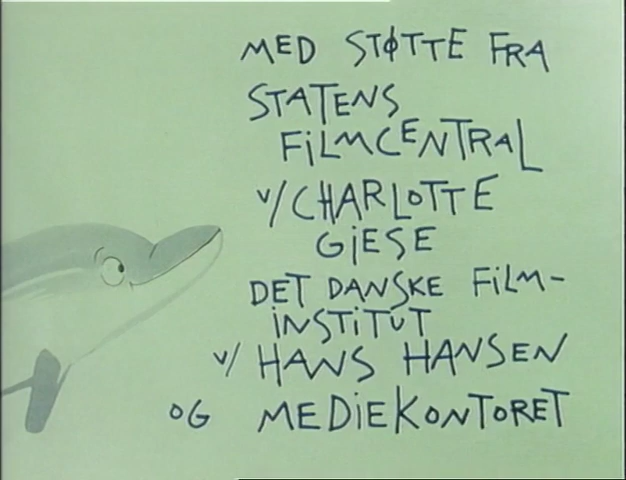 MED STØTTE FRA
STATENS
FiLMCENTRAL
v/CHARLOTTE
GiESE
DET DANSKE FiLM-
iNSTiTUT
v/ HANS HANSEN
oG MEDiEKONTORET